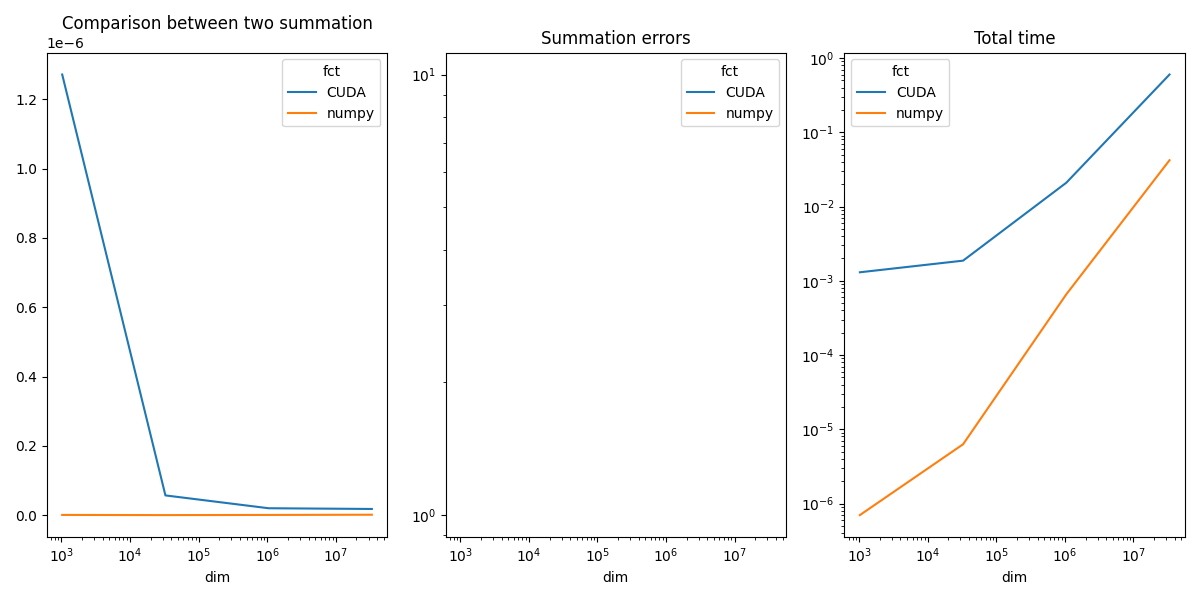 Comparison between two summation
1e−6
1.2
1.0
0.8
0.6
0.4
0.2
0.0
10³ 10⁴ 10⁵ 10⁶ 10⁷
dim
fct
CUDA
numpy
Summation errors
10¹
10⁰
10³ 10⁴ 10⁵ 10⁶ 10⁷
dim
fct
CUDA
numpy
Total time
10⁰
10⁻¹
10⁻²
10⁻³
10⁻⁴
10⁻⁵
10⁻⁶
10³ 10⁴ 10⁵ 10⁶ 10⁷
dim
fct
CUDA
numpy